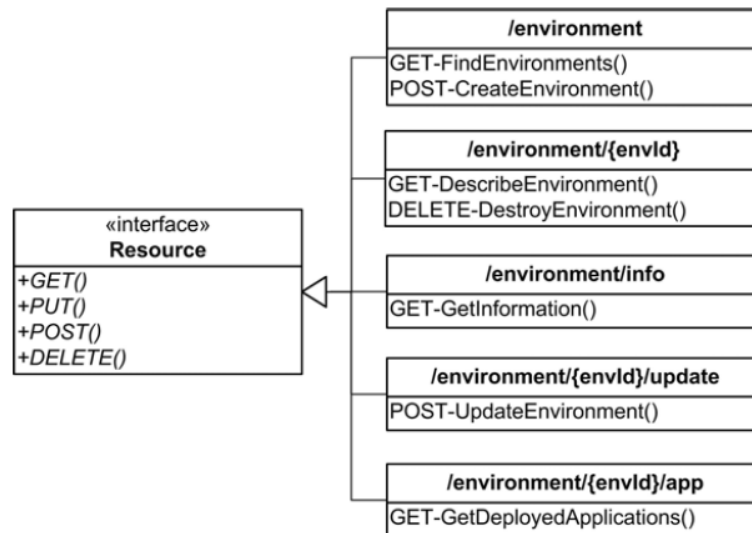 «interface»
Resource
+GET()
+PUT()
+POST()
+DELETE()
/environment
GET-FindEnvironments()
POST-CreateEnvironment()
/environment/{envId}
GET-DescribeEnvironment()
DELETE-DestroyEnvironment()
/environment/info
GET-GetInformation()
/environment/{envId}/update
POST-UpdateEnvironment()
/environment/{envId}/app
GET-GetDeployedApplications()